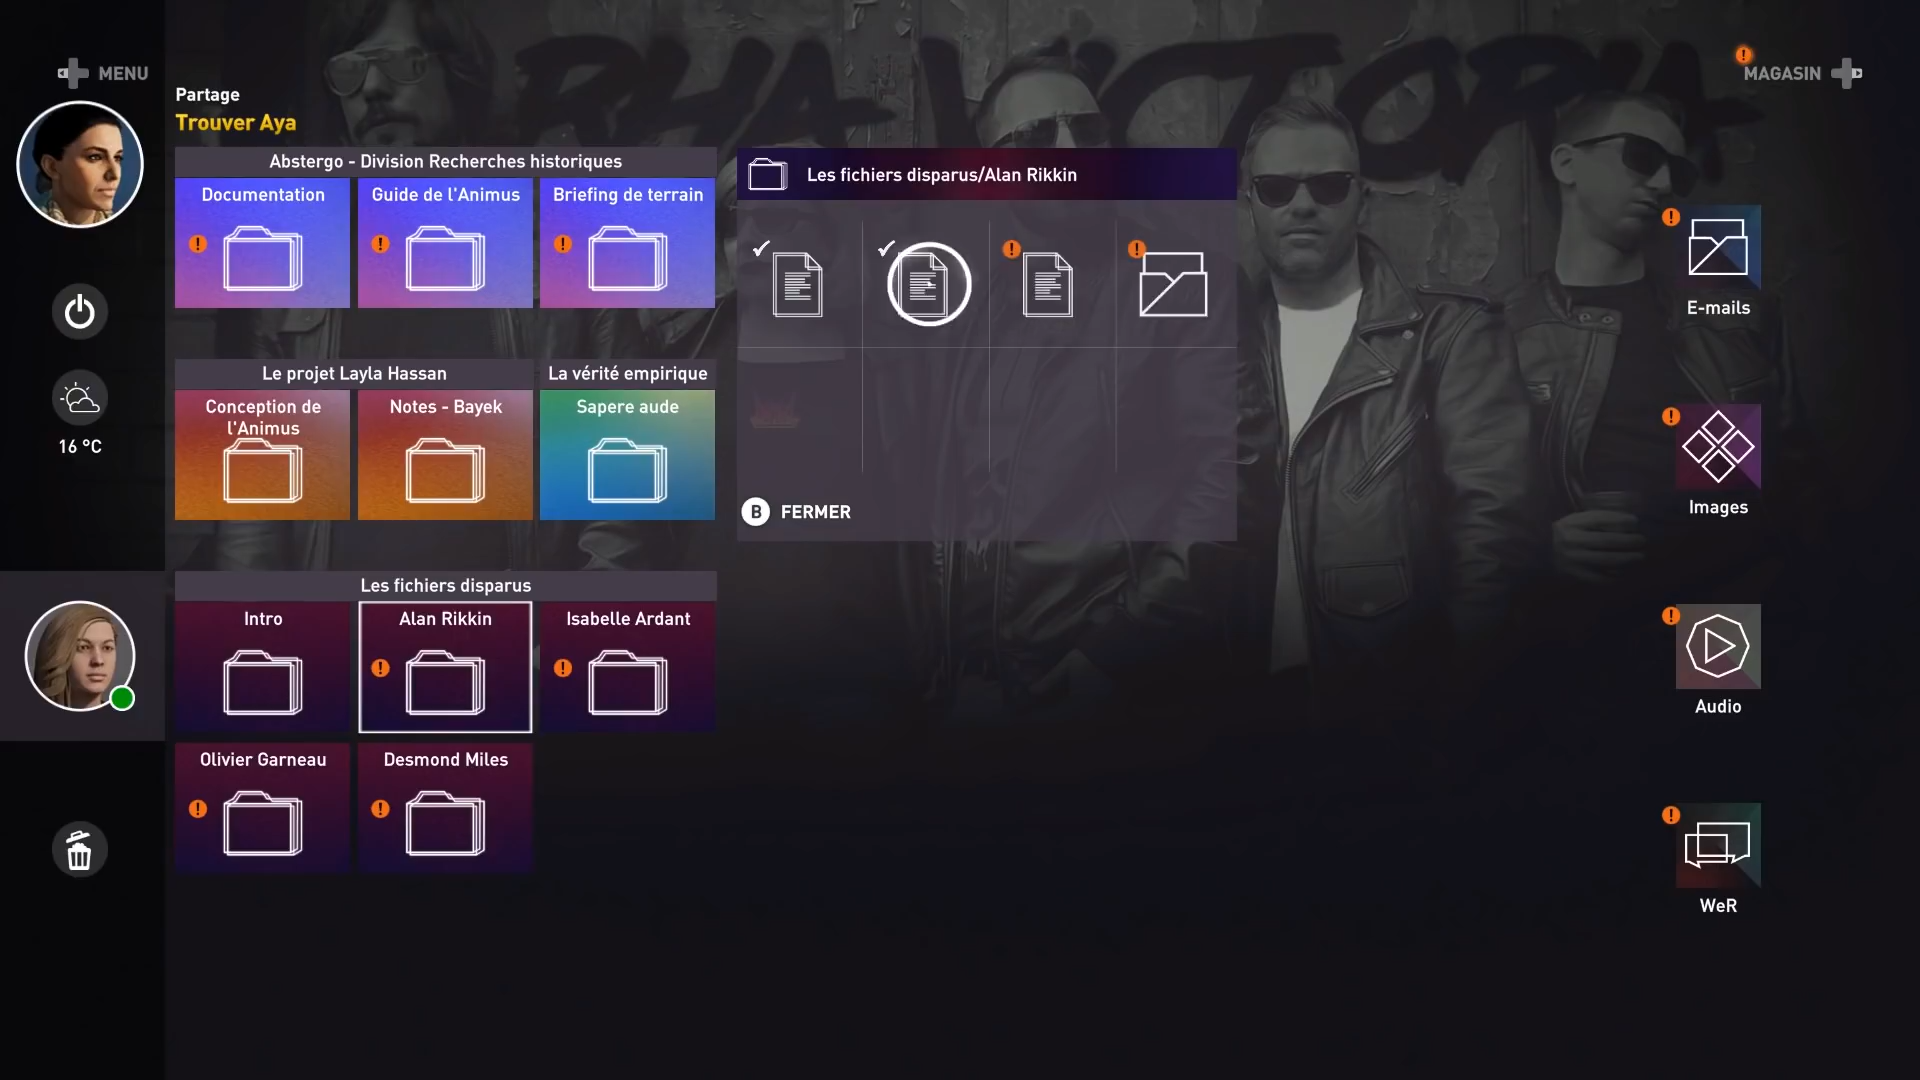 MENU
MAGASIN
Partage
Trouver Aya
Abstergo - Division Recherches historiques
Documentation
Guide de l'Animus
Briefing de terrain
Les fichiers disparus/Alan Rikkin
E-mails
Le projet Layla Hassan
La vérité empirique
Conception de
l'Animus
Notes - Bayek
Sapere aude
16 °C
Images
B FERMER
Les fichiers disparus
Intro
Alan Rikkin
Isabelle Ardant
Audio
Olivier Garneau
Desmond Miles
WeR